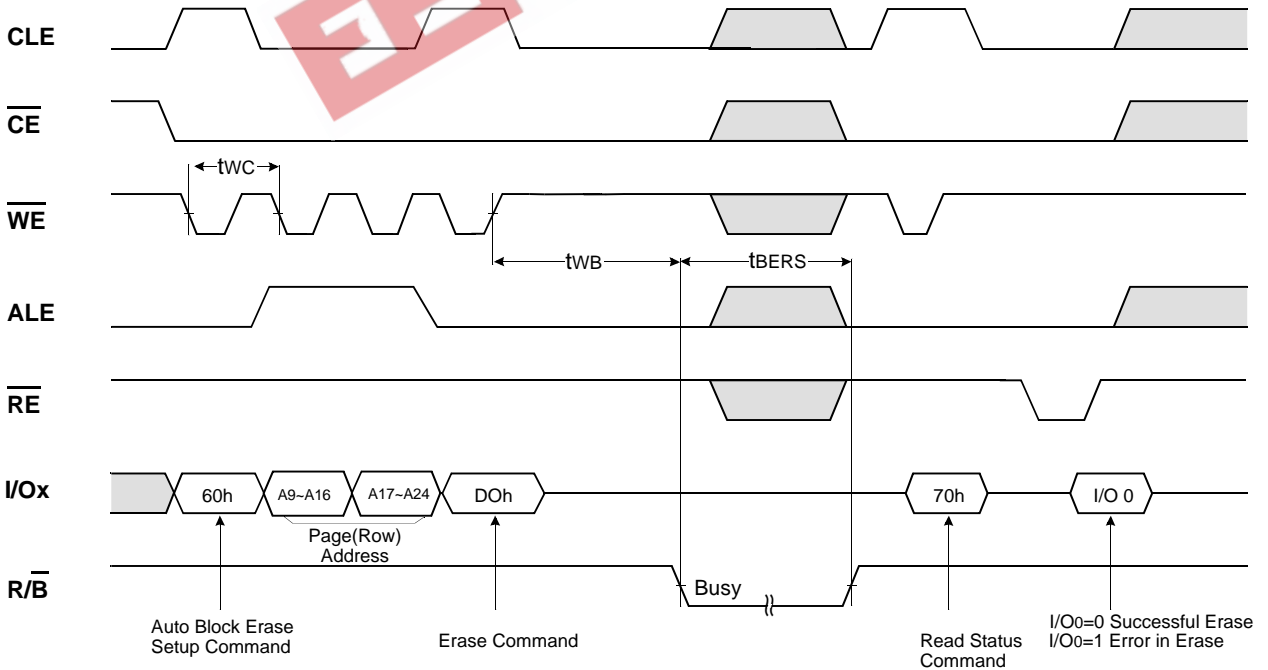 CLE
CE
tWC
WE
tWB
tBERS
ALE
RE
I/Ox
60h
A9~A16
A17~A24
DOh
70h
I/O 0
Page(Row)
Address
R/B
Busy
Auto Block Erase
Setup Command
Erase Command
Read Status
Command
I/O0=0 Successful Erase
I/O0=1 Error in Erase